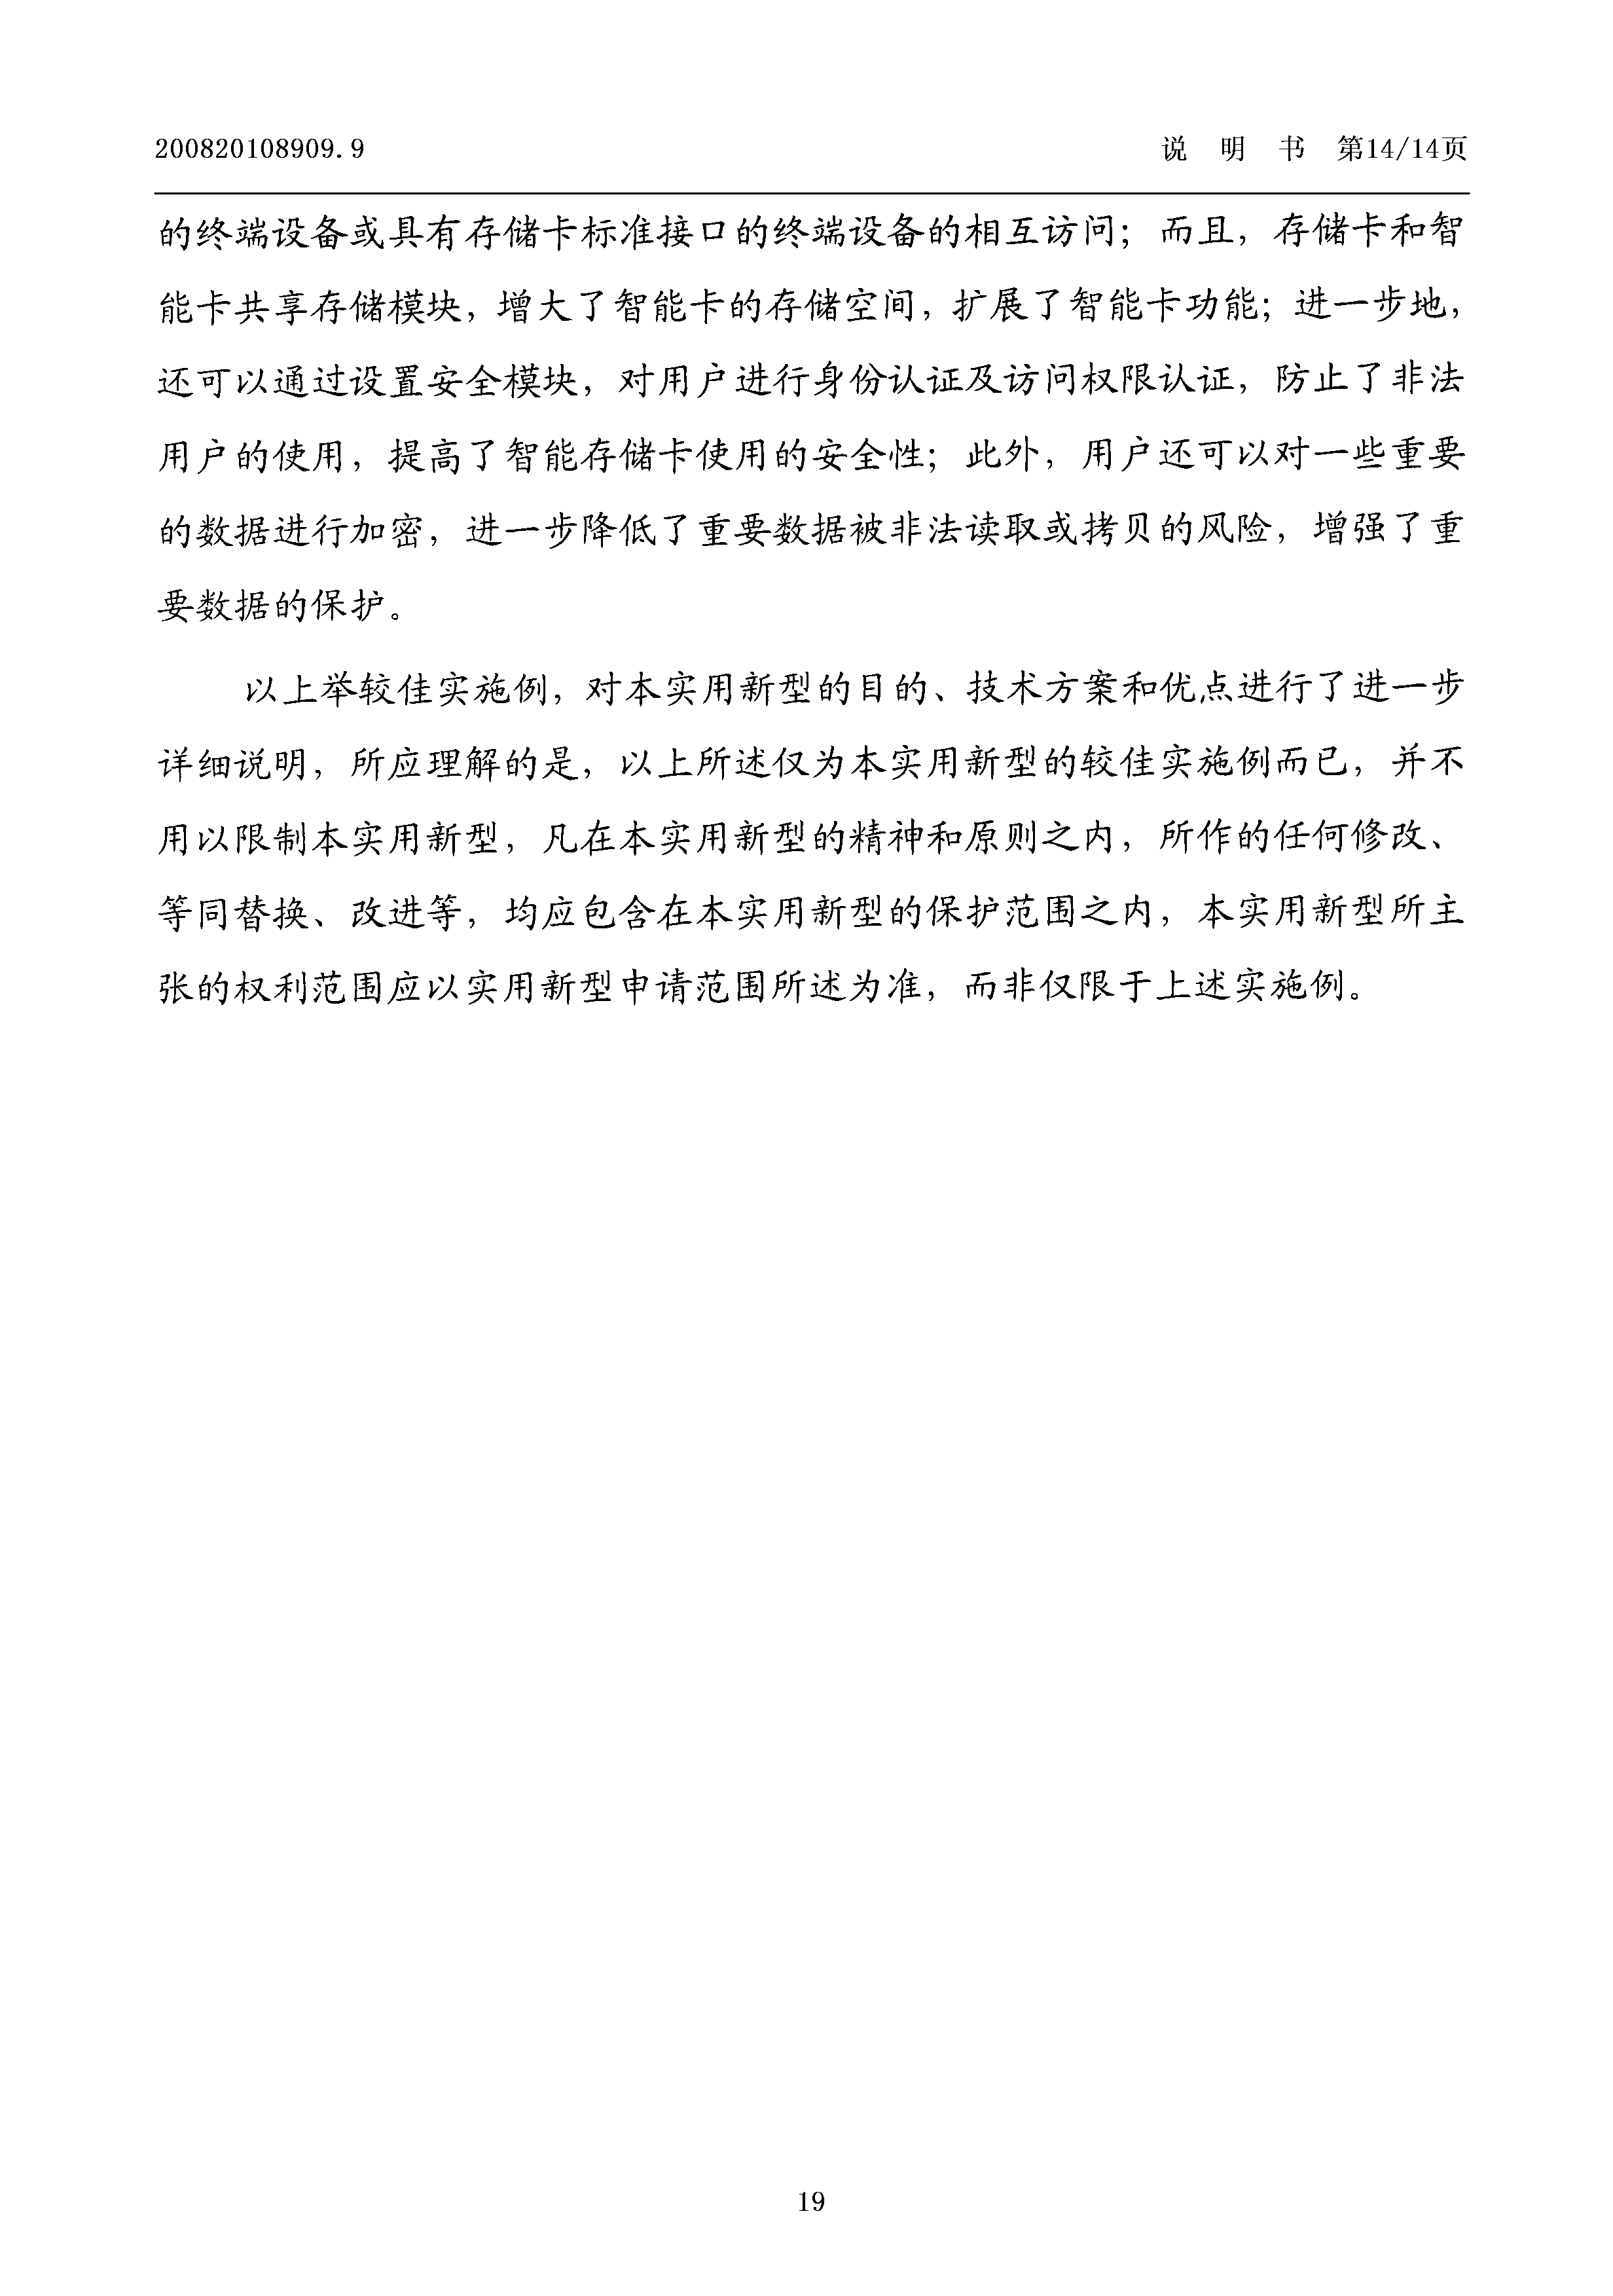 200820108909.9 说 明 书 第14/14页
的终端设备或具有存储卡标准接口的终端设备的相互访问；而且，存储卡和智
能卡共享存储模块，增大了智能卡的存储空间，扩展了智能卡功能；进一步地，
还可以通过设置安全模块，对用户进行身份认证及访问权限认证，防止了非法
用户的使用，提高了智能存储卡使用的安全性；此外，用户还可以对一些重要
的数据进行加密，进一步降低了重要数据被非法读取或拷贝的风险，增强了重
要数据的保护。
以上举较佳实施例，对本实用新型的目的、技术方案和优点进行了进一步
详细说明，所应理解的是，以上所述仅为本实用新型的较佳实施例而已，并不
用以限制本实用新型，凡在本实用新型的精神和原则之内，所作的任何修改、
等同替换、改进等，均应包含在本实用新型的保护范围之内，本实用新型所主
张的权利范围应以实用新型申请范围所述为准，而非仅限于上述实施例。
19